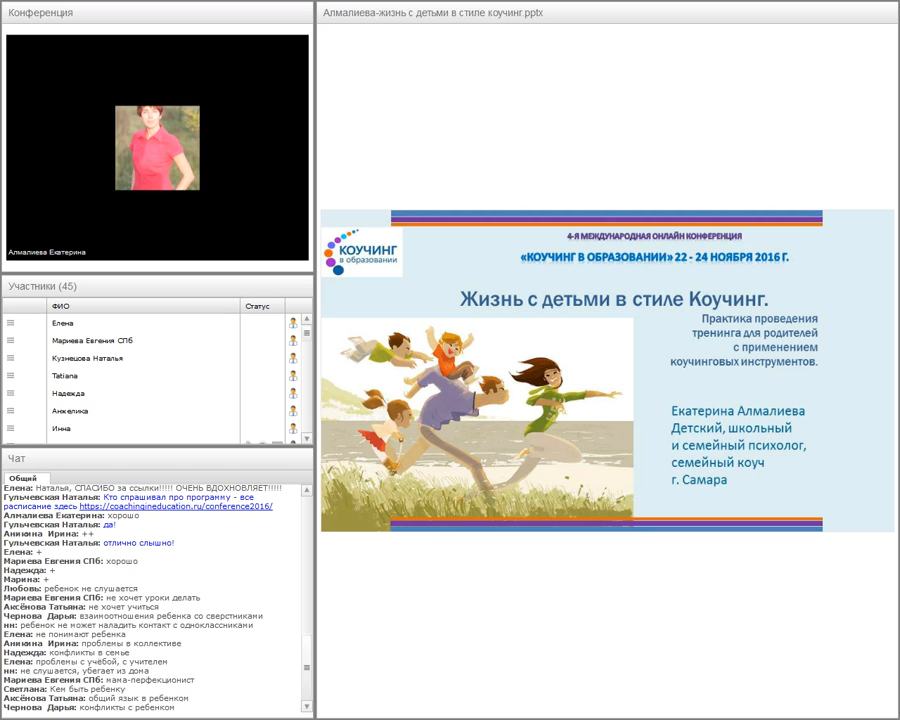 Конференция
Алмалиева Екатерина
Участники (45)
ФИО Статус
Елена
Мариева Евгения СПб
Кузнецова Наталья
Tatiana
Надежда
Анжелика
Инна
Чат
Общий
Елена: Наталья, СПАСИБО за ссылки!!!!! ОЧЕНЬ ВДОХНОВЛЯЕТ!!!!!
Гульчевская Наталья: Кто спрашивал про программу - все
расписание здесь https://coachingineducation.ru/conference2016/
Алмалиева Екатерина: хорошо
Гульчевская Наталья: да!
Аникина Ирина: ++
Гульчевская Наталья: отлично слышно!
Елена: +
Мариева Евгения СПб: хорошо
Надежда: +
Марина: +
Любовь: ребенок не слушается
Мариева Евгения СПб: не хочет уроки делать
Аксёнова Татьяна: не хочет учиться
Чернова Дарья: взаимоотношения ребенка со сверстниками
нн: ребенок не может наладить контакт с одноклассниками
Елена: не понимают ребенка
Аникина Ирина: проблемы в коллективе
Надежда: конфликты в семье
Елена: проблемы с учёбой, с учителем
нн: не слушается, убегает из дома
Мариева Евгения СПб: мама-перфекционист
Светлана: Кем быть ребенку
Аксёнова Татьяна: общий язык в ребенком
Чернова Дарья: конфликты с ребенком
Алмалиева-жизнь с детьми в стиле коучинг.pptx
КОУЧИНГ
в образовании
4-Я МЕЖДУНАРОДНАЯ ОНЛАЙН КОНФЕРЕНЦИЯ
«КОУЧИНГ В ОБРАЗОВАНИИ» 22 - 24 НОЯБРЯ 2016 Г.
Жизнь с детьми в стиле Коучинг.
Практика проведения
тренинга для родителей
с применением
коучинговых инструментов.
Екатерина Алмалиева
Детский, школьный
и семейный психолог,
семейный коуч
г. Самара